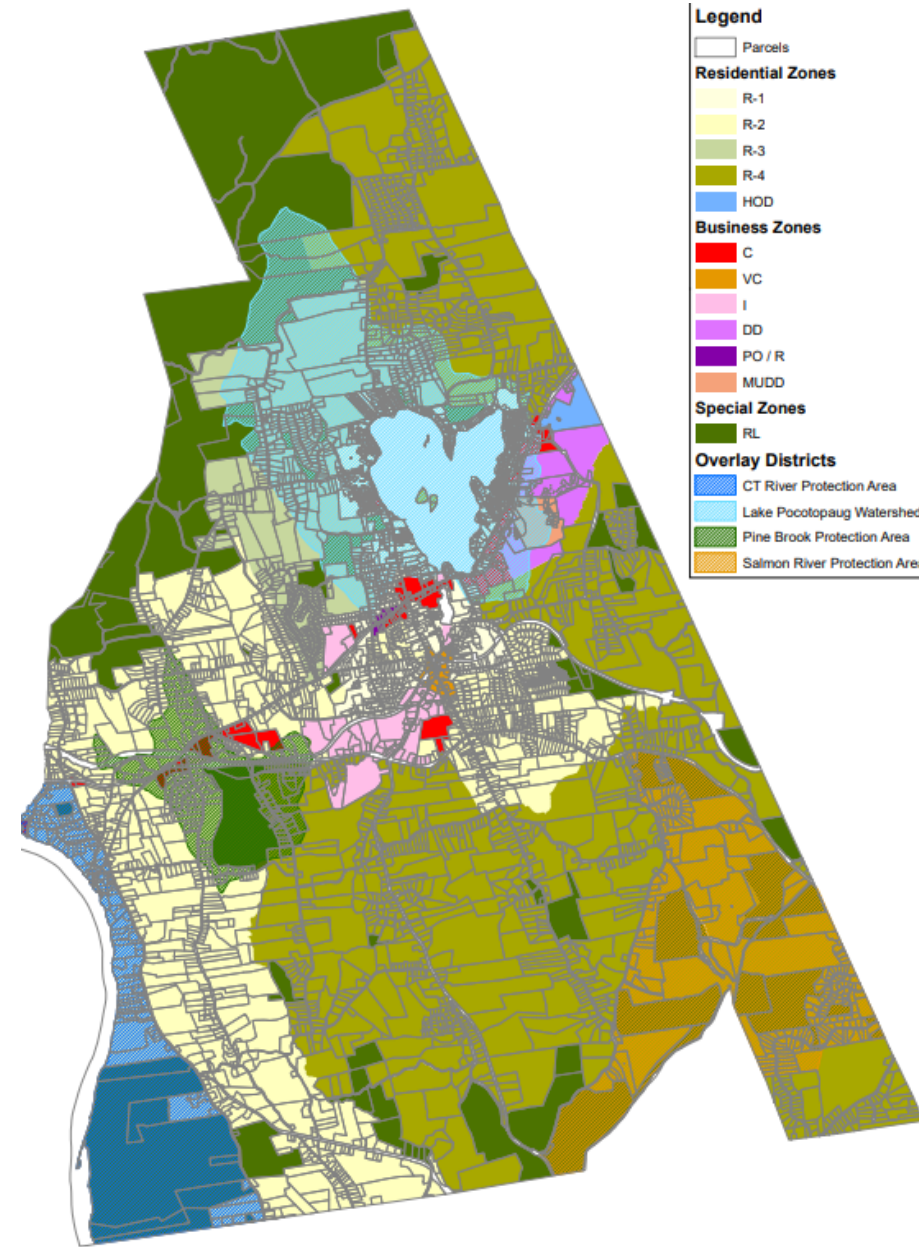 Legend
Parcels
Residential Zones
R-1
R-2
R-3
R-4
HOD
Business Zones
C
VC
I
DD
PO / R
MUDD
Special Zones
RL
Overlay Districts
CT River Protection Area
Lake Pocotopaug Watershed
Pine Brook Protection Area
Salmon River Protection Area